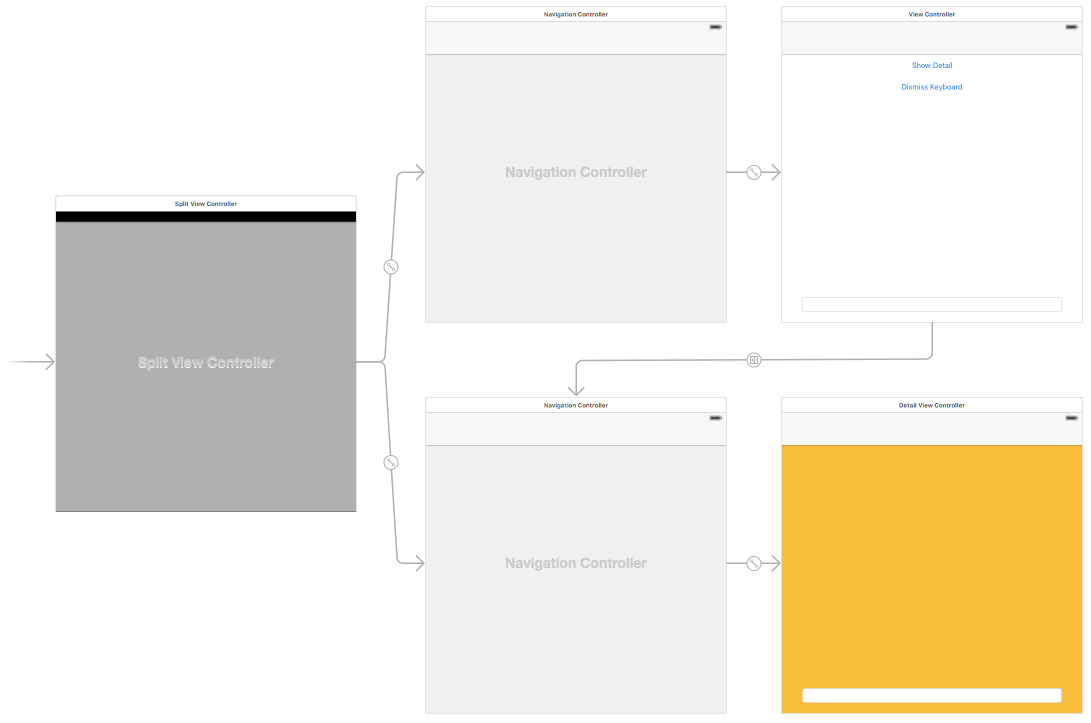 Navigation Controller
Navigation Controller
View Controller
Show Detail
Dismiss Keyboard
Split View Controller
Split View Controller
Navigation Controller
Navigation Controller
Detail View Controller